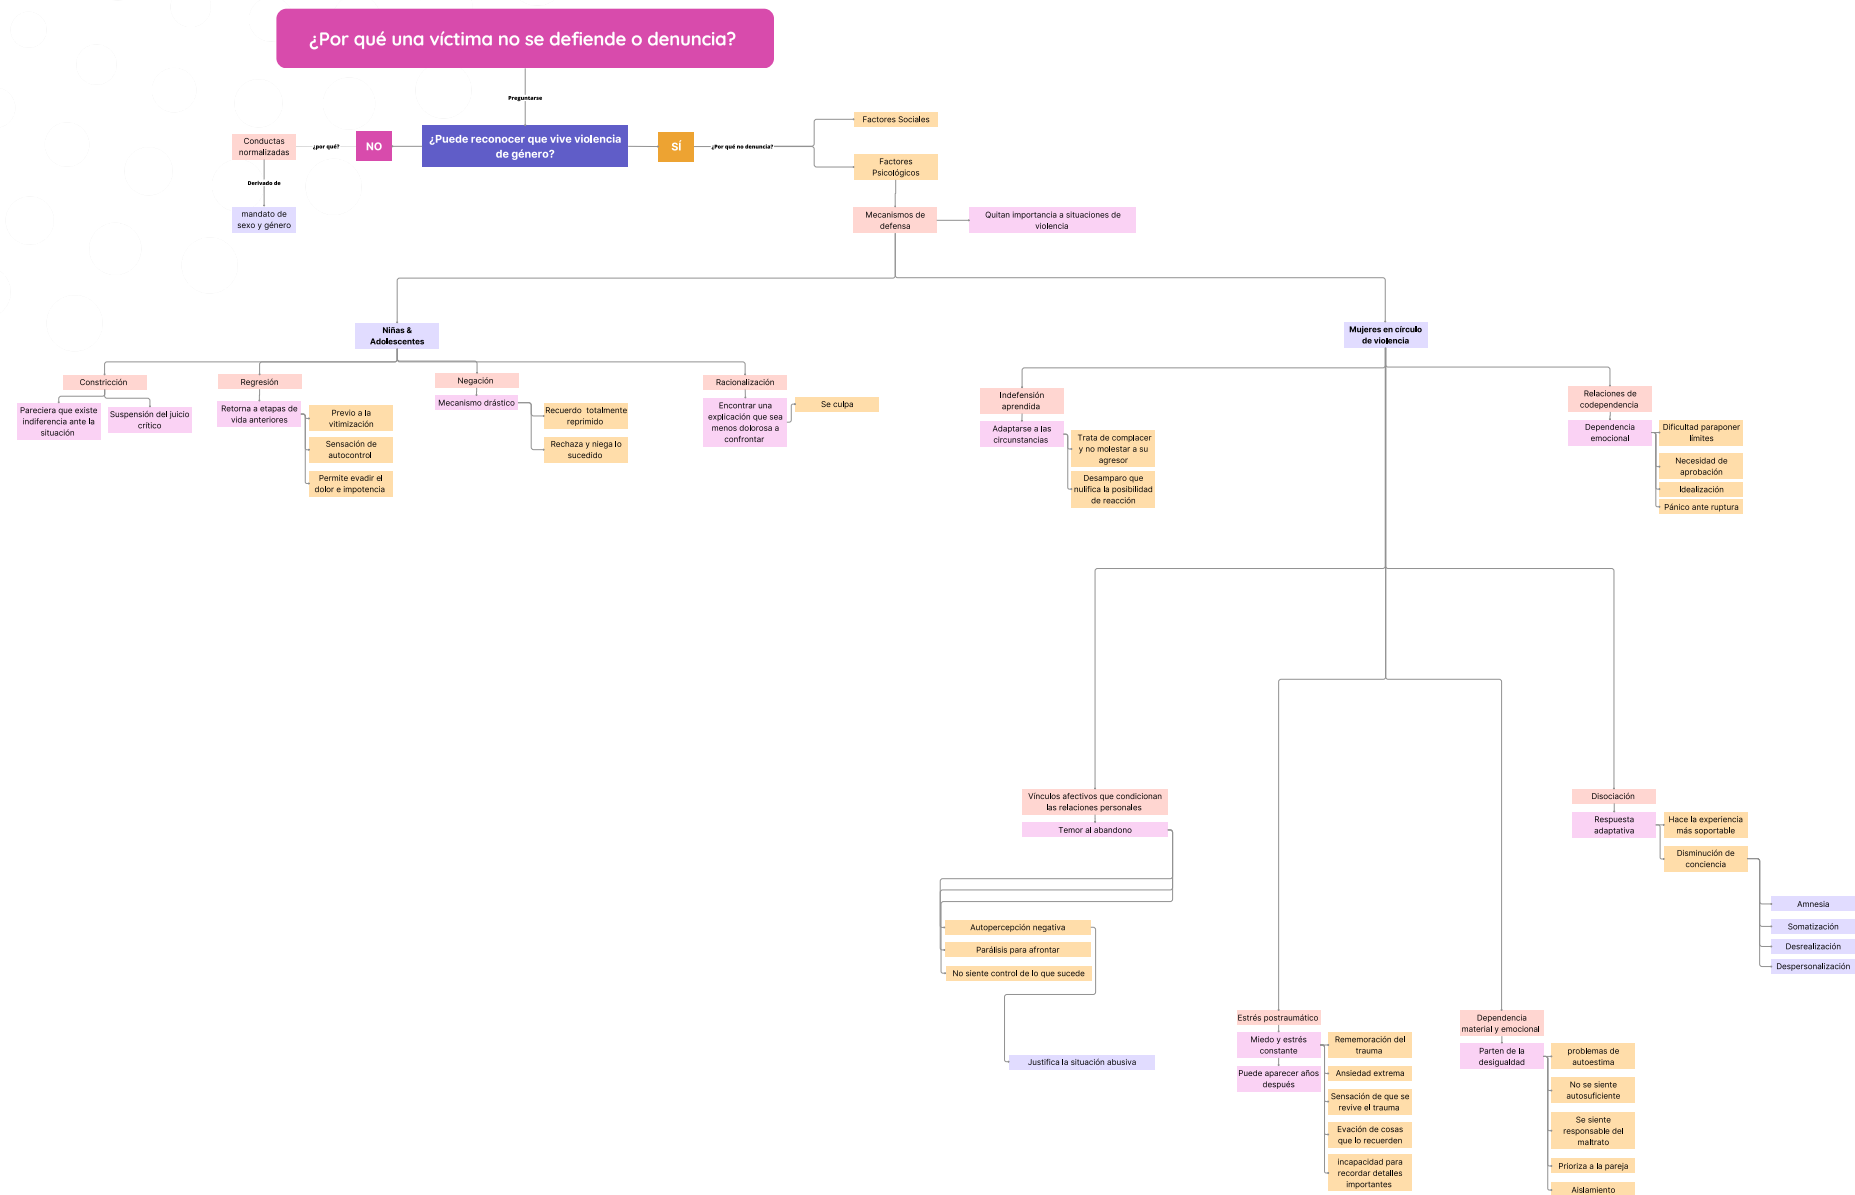 ¿Por qué una víctima no se defiende o denuncia?
Preguntarse
¿Puede reconocer que vive violencia
de género?
NO
¿por qué?
Conductas
normalizadas
Derivado de
mandato de
sexo y género
SÍ
¿Por qué no denuncia?
Factores Sociales
Factores
Psicológicos
Mecanismos de
defensa
Quitan importancia a situaciones de
violencia
Niñas &
Adolescentes
Constricción
Pareciera que existe
indiferencia ante la
situación
Suspensión del juicio
crítico
Regresión
Retorna a etapas de
vida anteriores
Previo a la
vitimización
Sensación de
autocontrol
Permite evadir el
dolor e impotencia
Negación
Mecanismo drástico
Recuerdo totalmente
reprimido
Rechaza y niega lo
sucedido
Racionalización
Encontrar una
explicación que sea
menos dolorosa a
confrontar
Se culpa
Mujeres en círculo
de violencia
Indefensión
aprendida
Adaptarse a las
circunstancias
Trata de complacer
y no molestar a su
agresor
Desamparo que
nulifica la posibilidad
de reacción
Relaciones de
codependencia
Dependencia
emocional
Dificultad paraponer
límites
Necesidad de
aprobación
Idealización
Pánico ante ruptura
Vínculos afectivos que condicionan
las relaciones personales
Temor al abandono
Autopercepción negativa
Parálisis para afrontar
No siente control de lo que sucede
Justifica la situación abusiva
Disociación
Respuesta
adaptativa
Hace la experiencia
más soportable
Disminución de
conciencia
Amnesia
Somatización
Desrealización
Despersonalización
Estrés postraumático
Miedo y estrés
constante
Puede aparecer años
después
Rememoración del
trauma
Ansiedad extrema
Sensación de que se
revive el trauma
Evación de cosas
que lo recuerden
incapacidad para
recordar detalles
importantes
Dependencia
material y emocional
Parten de la
desigualdad
problemas de
autoestima
No se siente
autosuficiente
Se siente
responsable del
maltrato
Prioriza a la pareja
Aislamiento